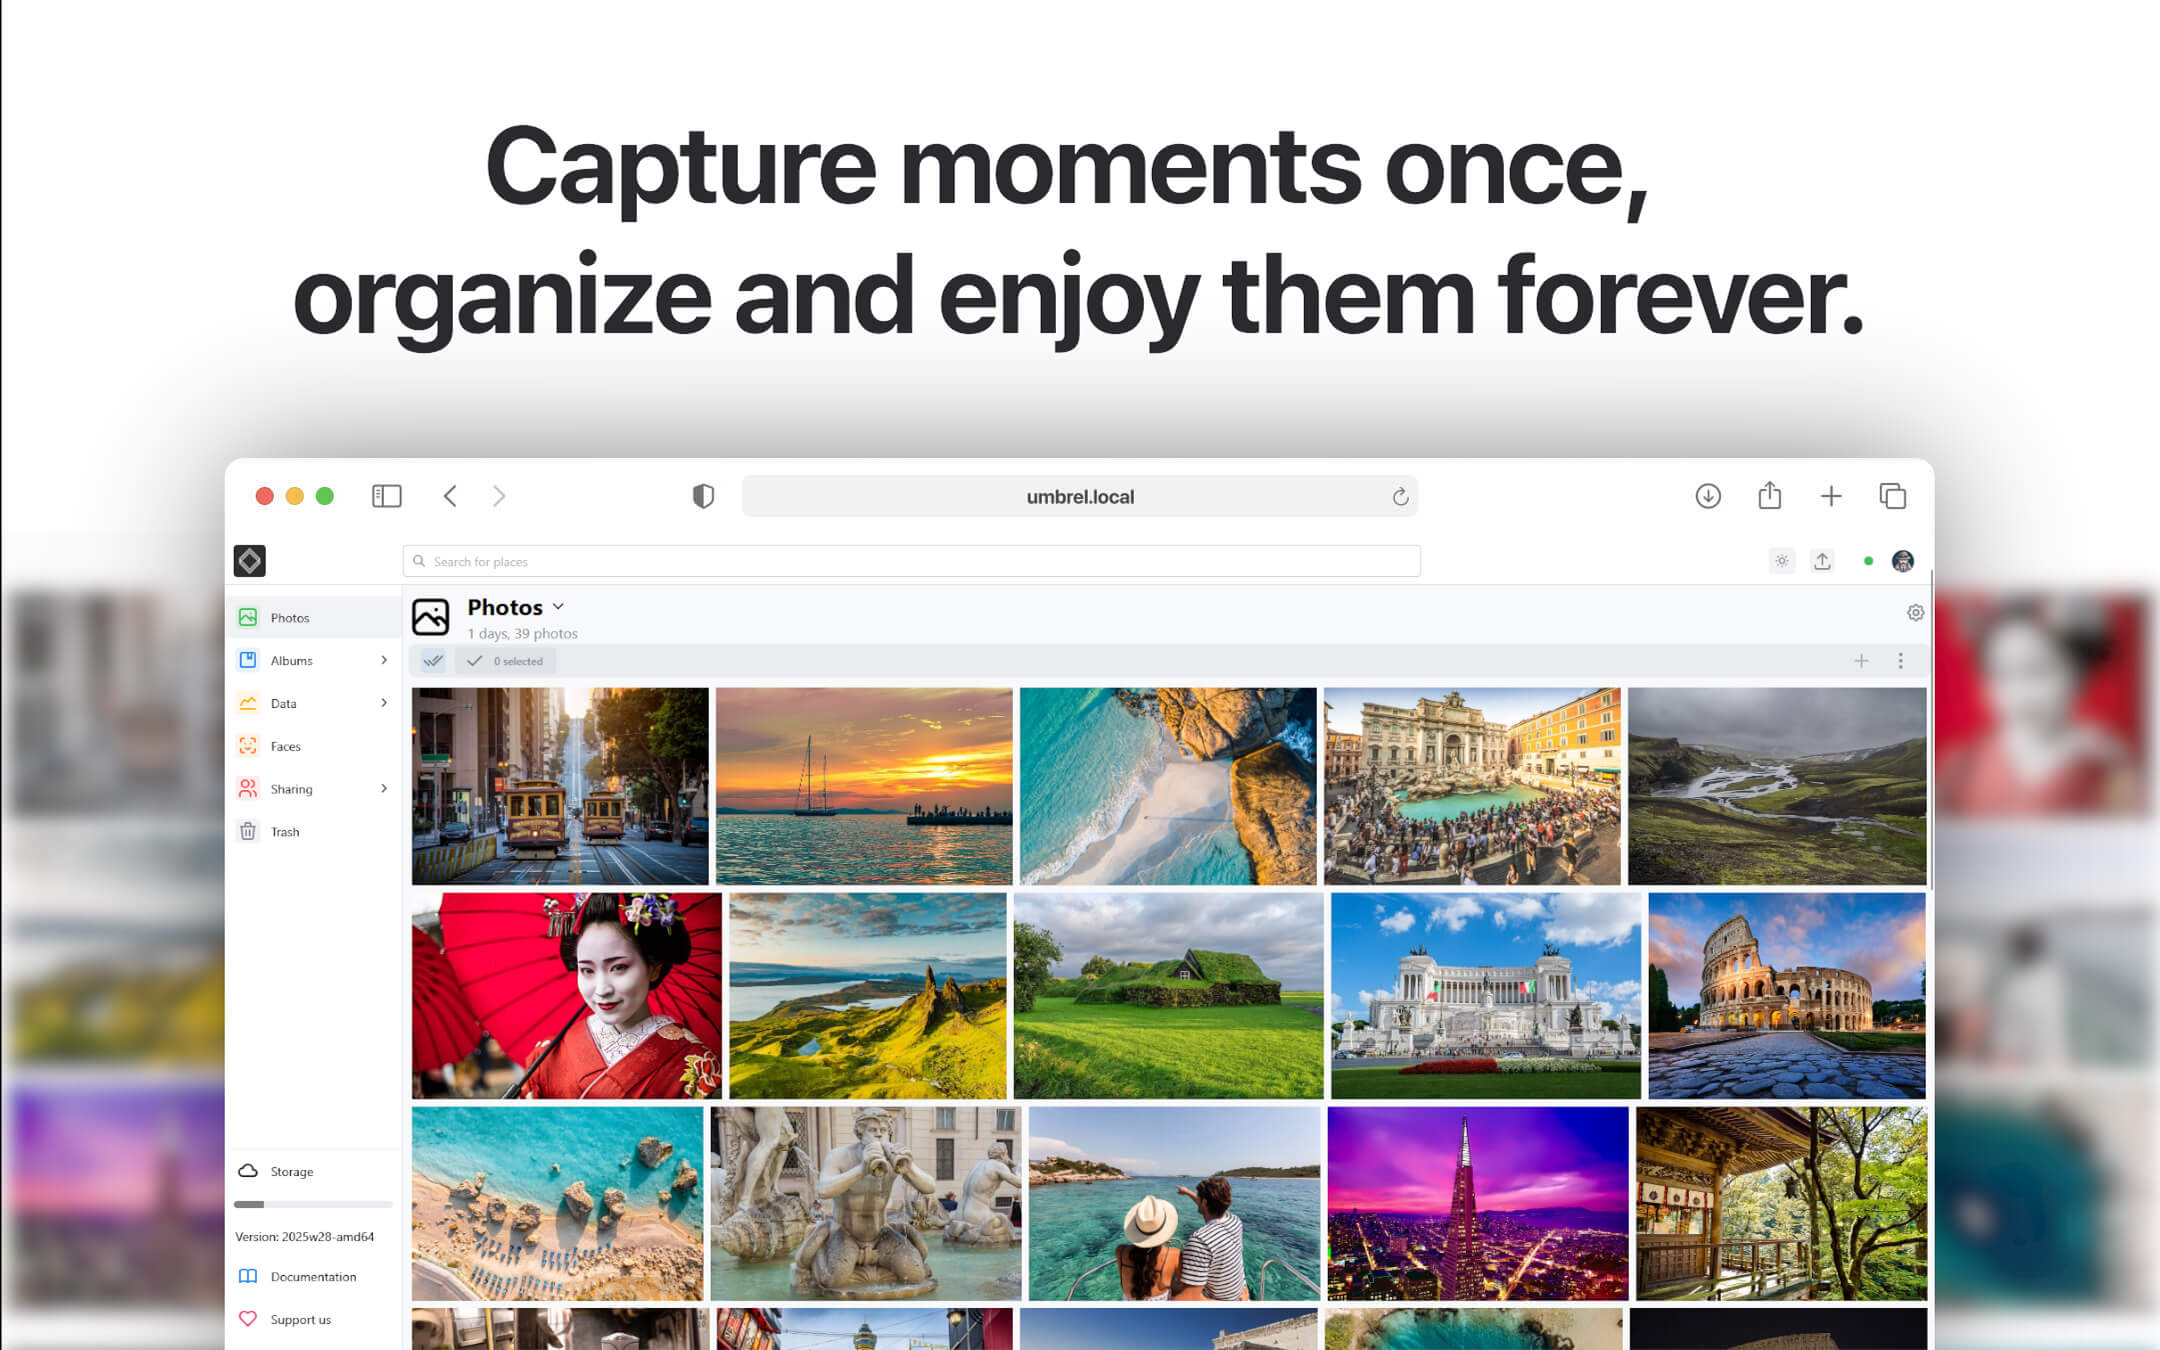 Capture moments once,
organize and enjoy them forever.
umbrel.local
Search for places
Photos
Photos
1 days, 39 photos
0 selected
Albums
Data
Faces
Sharing
Trash
Storage
Version: 2025w28-amd64
Documentation
Support us